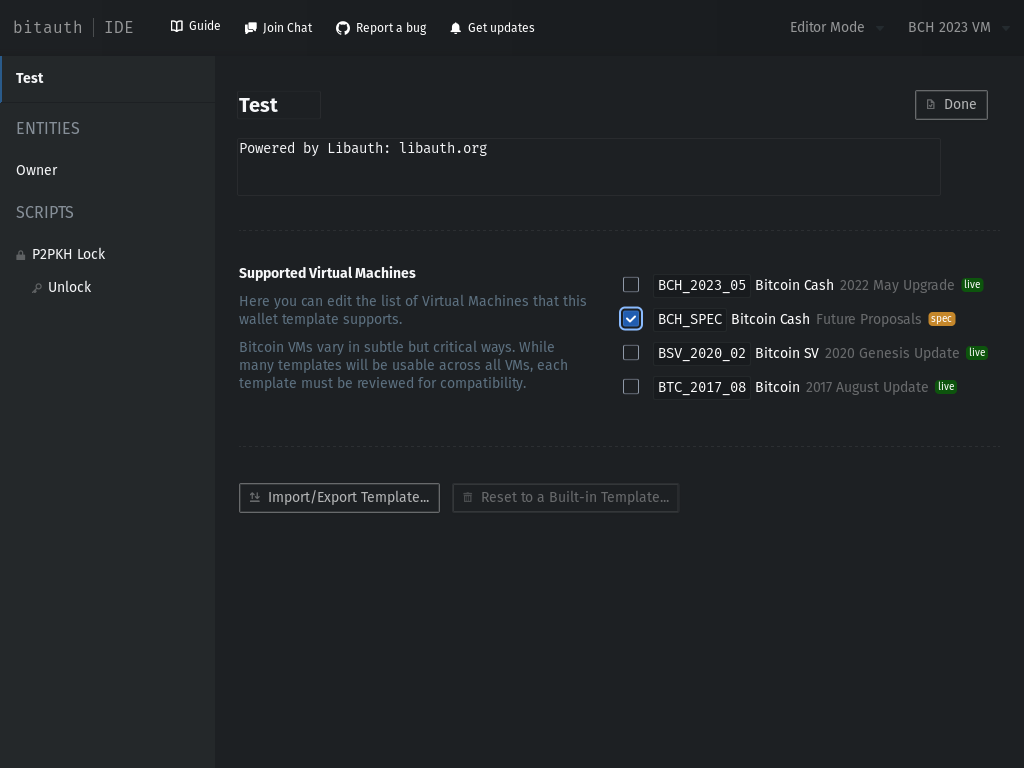 bitauth | IDE
Guide
Join Chat
Report a bug
Get updates
Editor Mode
BCH 2023 VM
Test
ENTITIES
Owner
SCRIPTS
P2PKH Lock
Unlock
Test
Done
Powered by Libauth: libauth.org
Supported Virtual Machines
Here you can edit the list of Virtual Machines that this
wallet template supports.
Bitcoin VMs vary in subtle but critical ways. While
many templates will be usable across all VMs, each
template must be reviewed for compatibility.
BCH_2023_05 Bitcoin Cash 2022 May Upgrade live
BCH_SPEC Bitcoin Cash Future Proposals spec
BSV_2020_02 Bitcoin SV 2020 Genesis Update live
BTC_2017_08 Bitcoin 2017 August Update live
Import/Export Template...
Reset to a Built-in Template...